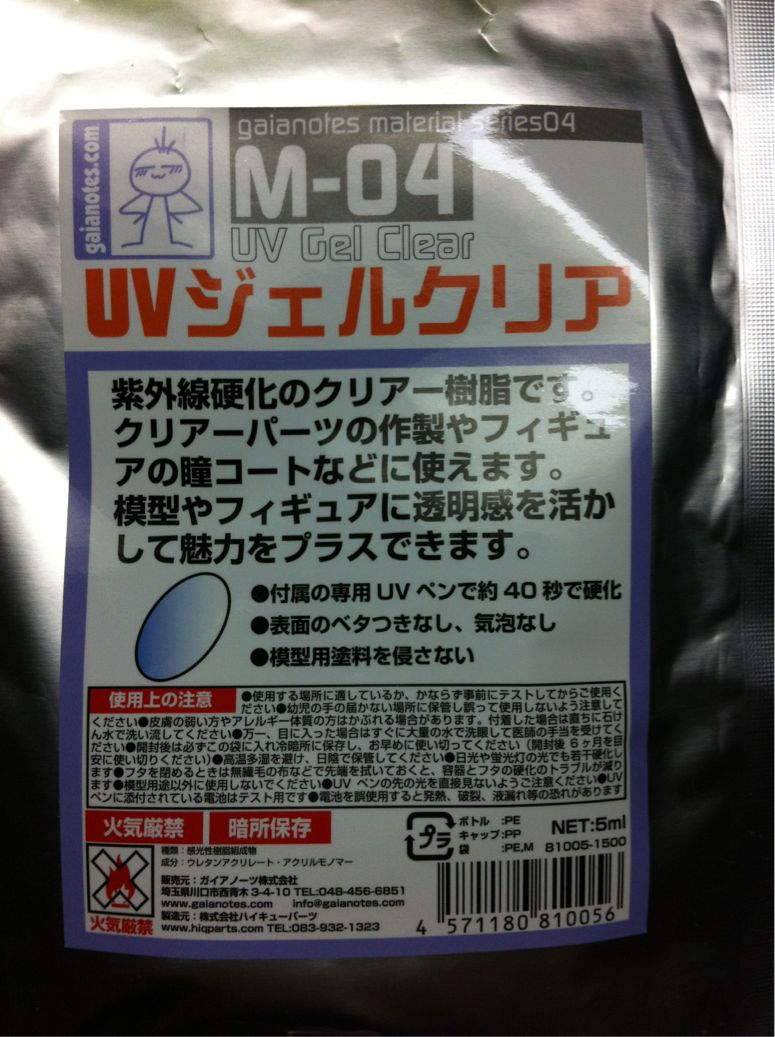 gaianotes.com
gaianotes material series04
M-04
UV Gel Clear
UVジェルクリア
紫外線硬化のクリアー樹脂です。
クリアーパーツの作製やフィギュ
アの瞳コートなどに使えます。
模型やフィギュアに透明感を活か
して魅力をプラスできます。
●付属の専用UVペンで約40秒で硬化
●表面のベタつきなし、気泡なし
●模型用塗料を侵さない
使用上の注意
●使用する場所に適しているか、かならず事前にテストしてからご使用く
ださい●幼児の手の届かない場所に保管し誤って使用しないよう注意して
ください●皮膚の弱い方やアレルギー体質の方はかぶれる場合があります。付着した場合は直ちに石け
ん水で洗い流してください●万一、目に入った場合はすぐに大量の水で洗眼して医師の手当を受けてく
ださい●開封後は必ずこの袋に入れ冷暗所に保存し、お早めに使い切ってください（開封後6ヶ月を目
安に使い切りください）●高温多湿を避け、日陰で保管してください●日光や蛍光灯の光でも若干硬化し
ます●フタを閉めるときは無繊毛の布などで先端を拭いておくと、容器とフタの硬化のトラブルが減り
ます●模型用途以外に使用しないでください●UVペンの先の光を直接見ないようご注意ください●UV
ペンに添付されている電池はテスト用です●電池を誤使用すると発熱、破裂、液漏れ等の恐れがあります
火気厳禁
暗所保存
プラ
ボトル :PE
キャップ:PP
袋 :PE,M
NET:5ml
81005-1500
種類：感光性樹脂組成物
成分：ウレタンアクリレート・アクリルモノマー
販売元：ガイアノーツ株式会社
埼玉県川口市西青木3-4-10 TEL:048-456-6851
www.gaianotes.com info@gaianotes.com
製造元：株式会社ハイキューパーツ
www.hiqparts.com TEL:083-932-1323
火気厳禁
4 571180 810056